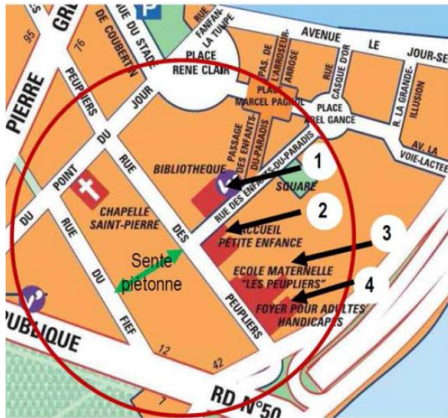 P
95
76
PIERRE
GRE
PEUPLIERS
DE COUBERTIN
RUE DU STADE
RUE
FANFAN-
LA TULIPE
PLACE
RENE CLAIR
AVENUE LE JOUR-SE
PAS. DE
L'ARROSEUR-
ARROSE
PLACE
MARCEL PAGNOL
RUE
CASQUE D'OR
R. LA GRANDE-
ILLUSION
PLACE
ABEL GANCE
AV. LA
VOIE-LACTEE
PASSAGE
DES ENFANTS-
DU-PARADIS
BIBLIOTHEQUE
RUE DES ENFANTS-DU-PARADIS
SQUARE
1
2
3
4
DU POINT DU JOUR
RUE DES PEUPLIERS
CHAPELLE
SAINT-PIERRE
ACCUEIL
PETITE ENFANCE
ECOLE MATERNELLE
"LES PEUPLIERS"
FOYER POUR ADULTES
HANDICAPES
Sente
piétonne
RUE DU FIEF
PUBLIQUE
12
42
7
RD N°50